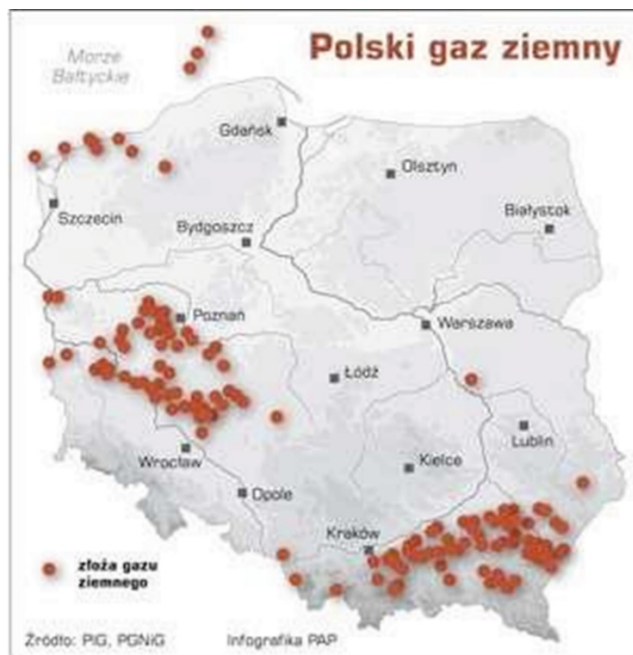 Polski gaz ziemny
Morze
Bałtyckie
Gdańsk
Olsztyn
Szczecin
Białystok
Bydgoszcz
Poznań
Warszawa
Łódź
Lublin
Wrocław
Kielce
Opole
Kraków
złoża gazu
ziemnego
Źródło: PIG, PGNiG
Infografika PAP